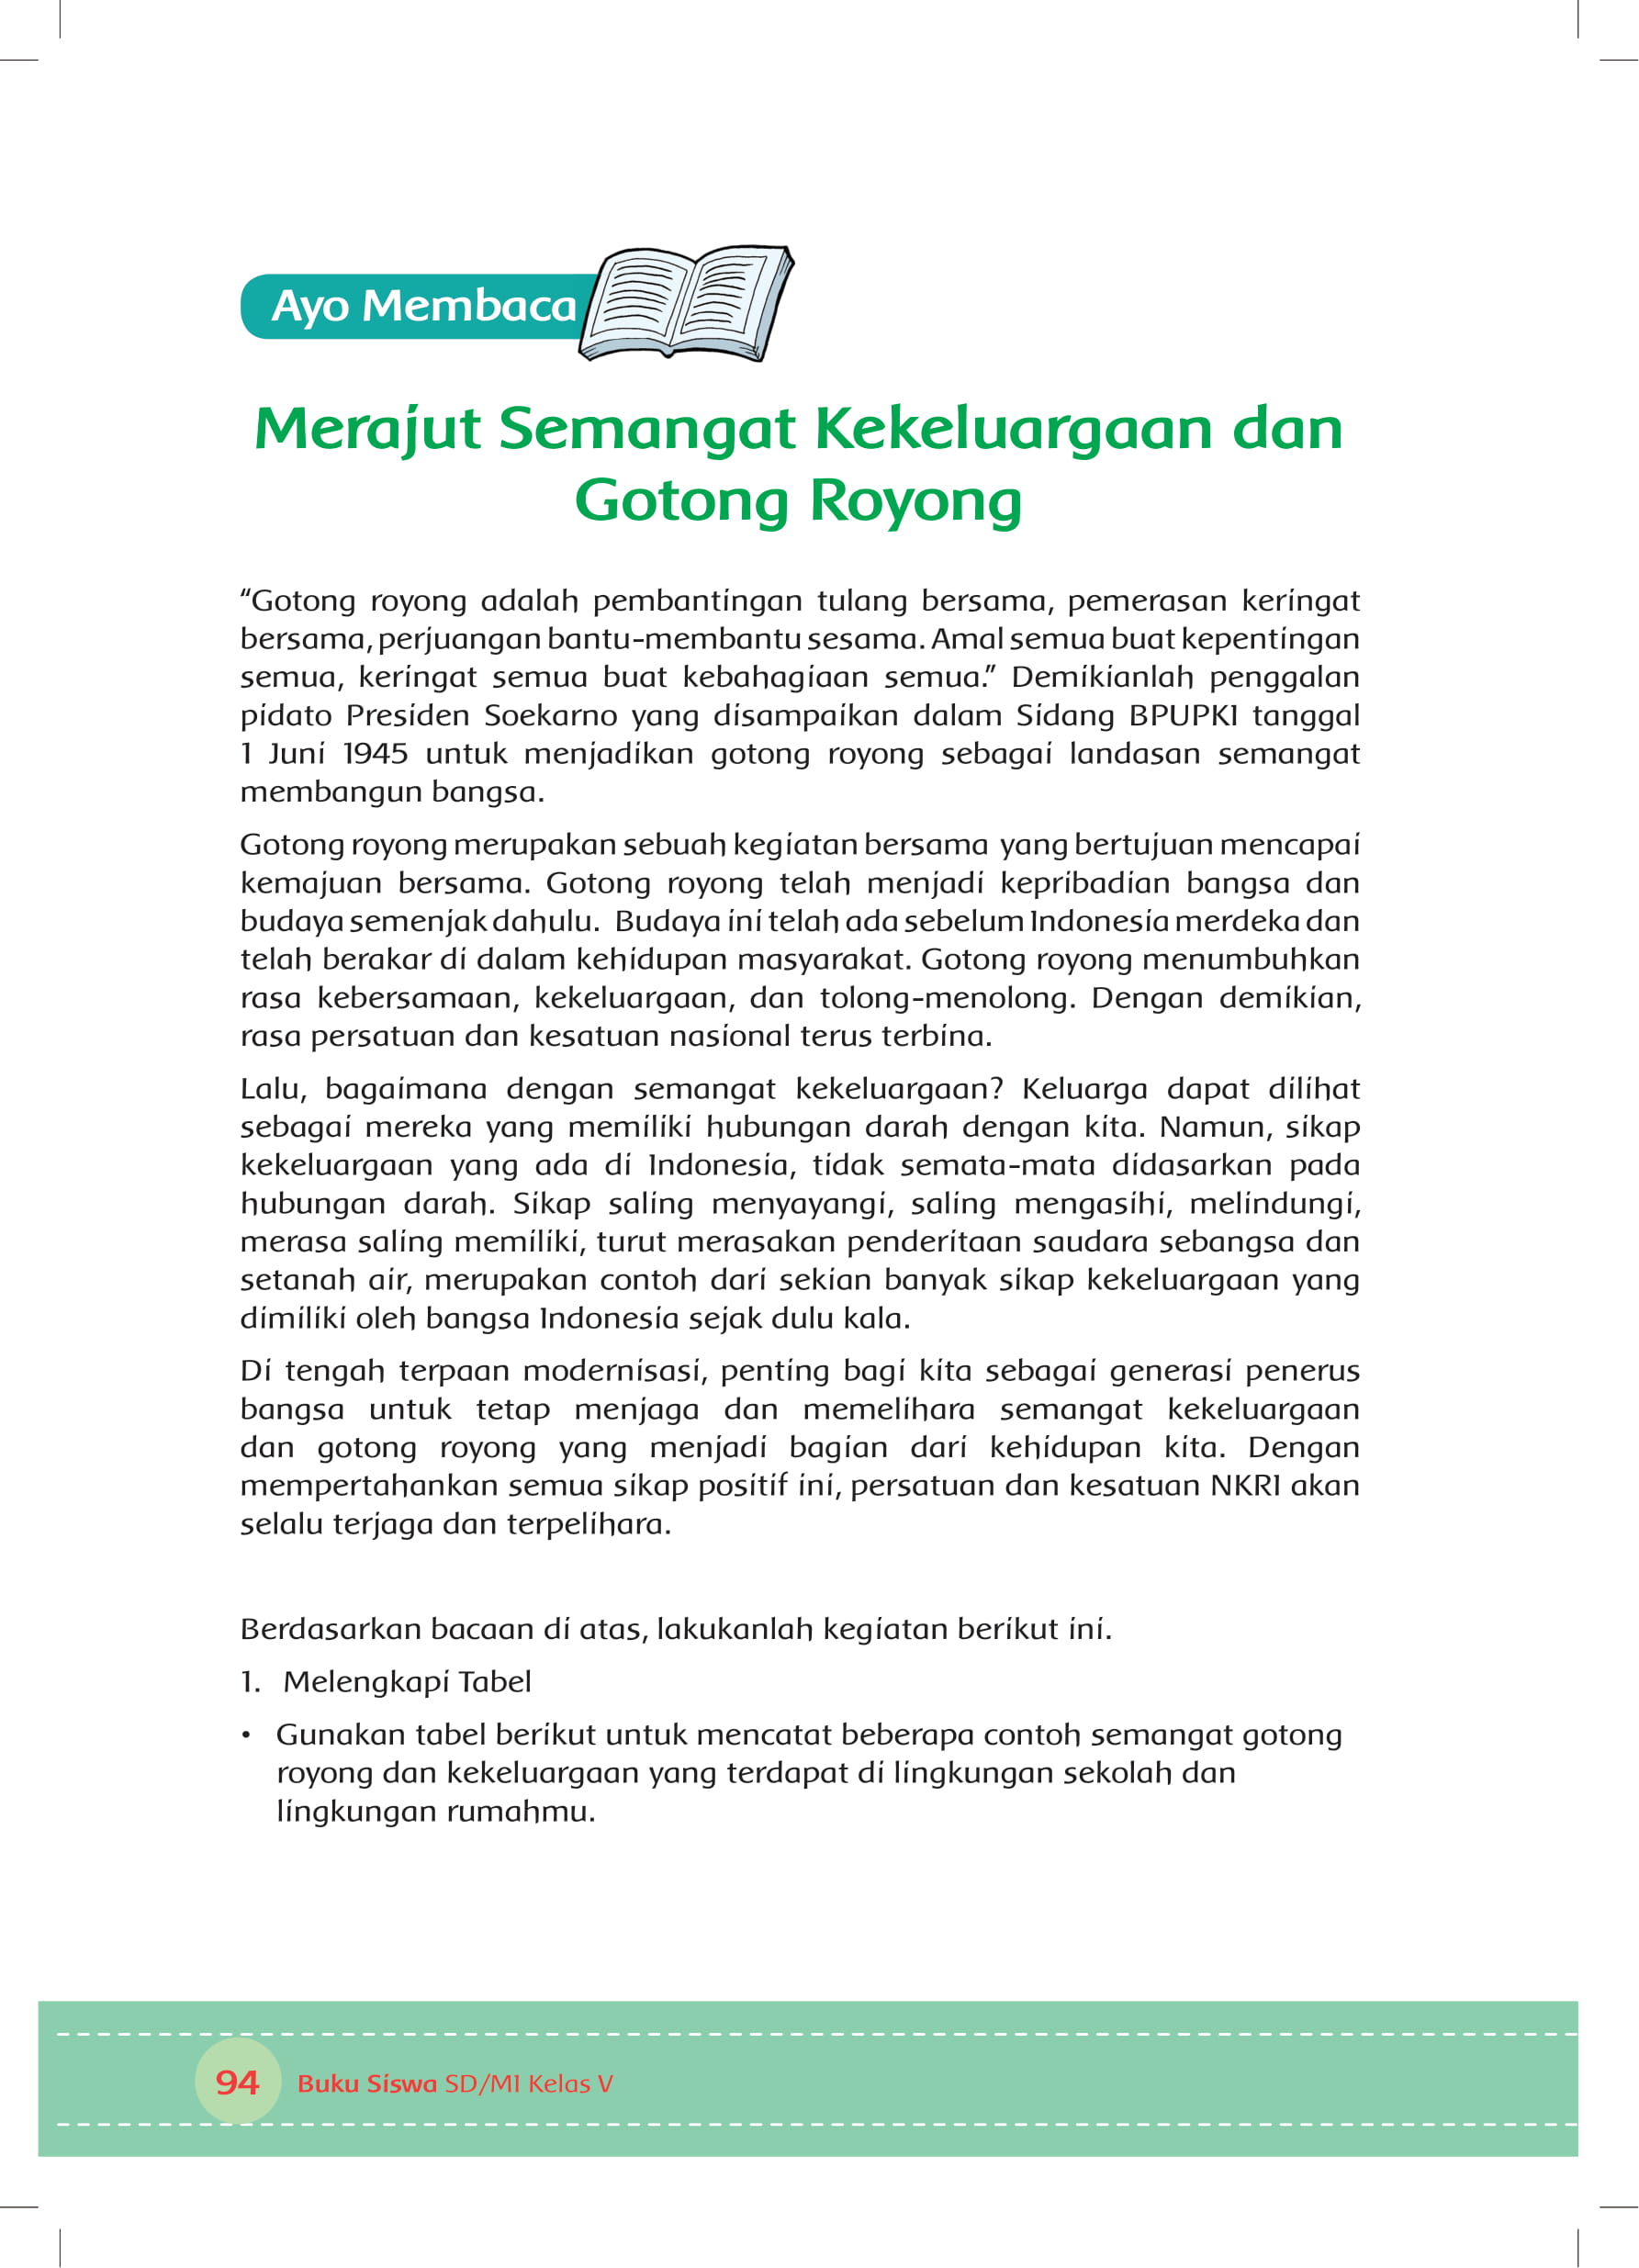 Ayo Membaca
Merajut Semangat Kekeluargaan dan
Gotong Royong
“Gotong royong adalah pembantingan tulang bersama, pemerasan keringat
bersama, perjuangan bantu-membantu sesama. Amal semua buat kepentingan
semua, keringat semua buat kebahagiaan semua.” Demikianlah penggalan
pidato Presiden Soekarno yang disampaikan dalam Sidang BPUPKI tanggal
1 Juni 1945 untuk menjadikan gotong royong sebagai landasan semangat
membangun bangsa.
Gotong royong merupakan sebuah kegiatan bersama yang bertujuan mencapai
kemajuan bersama. Gotong royong telah menjadi kepribadian bangsa dan
budaya semenjak dahulu. Budaya ini telah ada sebelum Indonesia merdeka dan
telah berakar di dalam kehidupan masyarakat. Gotong royong menumbuhkan
rasa kebersamaan, kekeluargaan, dan tolong-menolong. Dengan demikian,
rasa persatuan dan kesatuan nasional terus terbina.
Lalu, bagaimana dengan semangat kekeluargaan? Keluarga dapat dilihat
sebagai mereka yang memiliki hubungan darah dengan kita. Namun, sikap
kekeluargaan yang ada di Indonesia, tidak semata-mata didasarkan pada
hubungan darah. Sikap saling menyayangi, saling mengasihi, melindungi,
merasa saling memiliki, turut merasakan penderitaan saudara sebangsa dan
setanah air, merupakan contoh dari sekian banyak sikap kekeluargaan yang
dimiliki oleh bangsa Indonesia sejak dulu kala.
Di tengah terpaan modernisasi, penting bagi kita sebagai generasi penerus
bangsa untuk tetap menjaga dan memelihara semangat kekeluargaan
dan gotong royong yang menjadi bagian dari kehidupan kita. Dengan
mempertahankan semua sikap positif ini, persatuan dan kesatuan NKRI akan
selalu terjaga dan terpelihara.
Berdasarkan bacaan di atas, lakukanlah kegiatan berikut ini.
1. Melengkapi Tabel
• Gunakan tabel berikut untuk mencatat beberapa contoh semangat gotong
royong dan kekeluargaan yang terdapat di lingkungan sekolah dan
lingkungan rumahmu.
94 Buku Siswa SD/MI Kelas V